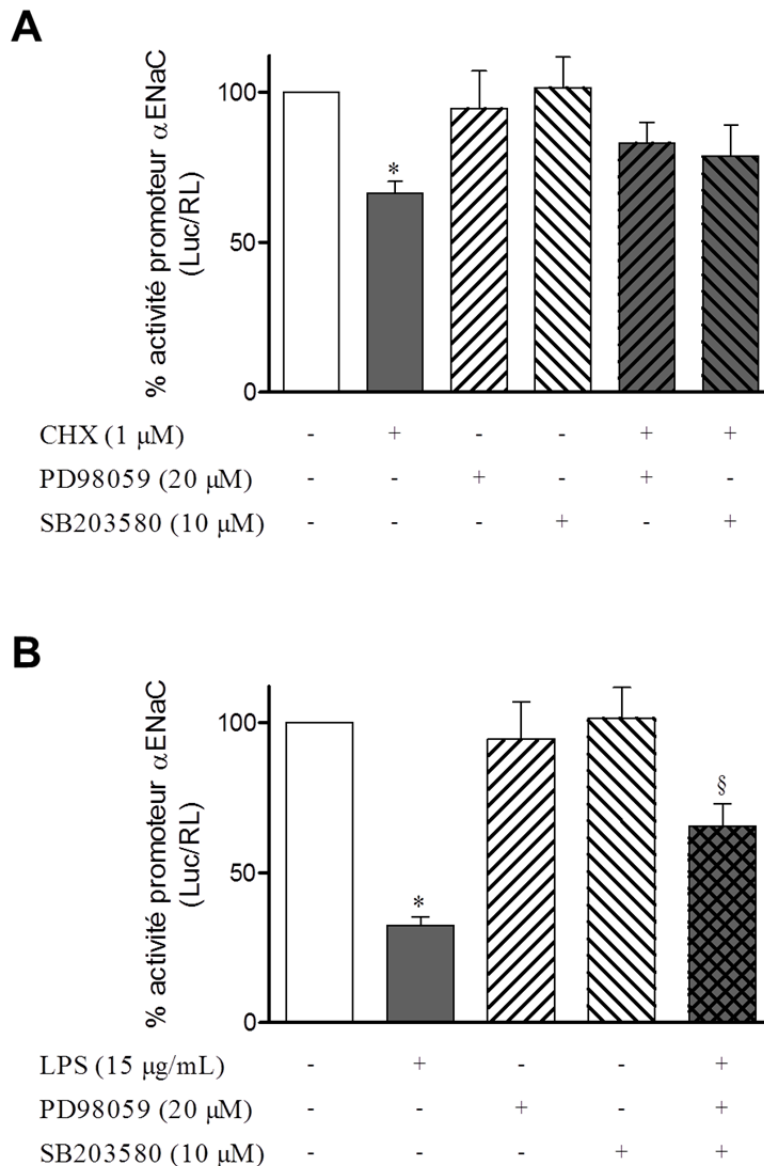 A
% activité promoteur αENaC
(Luc/RL)
100
*
50
0
CHX (1 µM) - + - - + +
PD98059 (20 µM) - - + - + -
SB203580 (10 µM) - - - + - +
B
% activité promoteur αENaC
(Luc/RL)
100
§
50
*
0
LPS (15 µg/mL) - + - - +
PD98059 (20 µM) - - + - +
SB203580 (10 µM) - - - + +